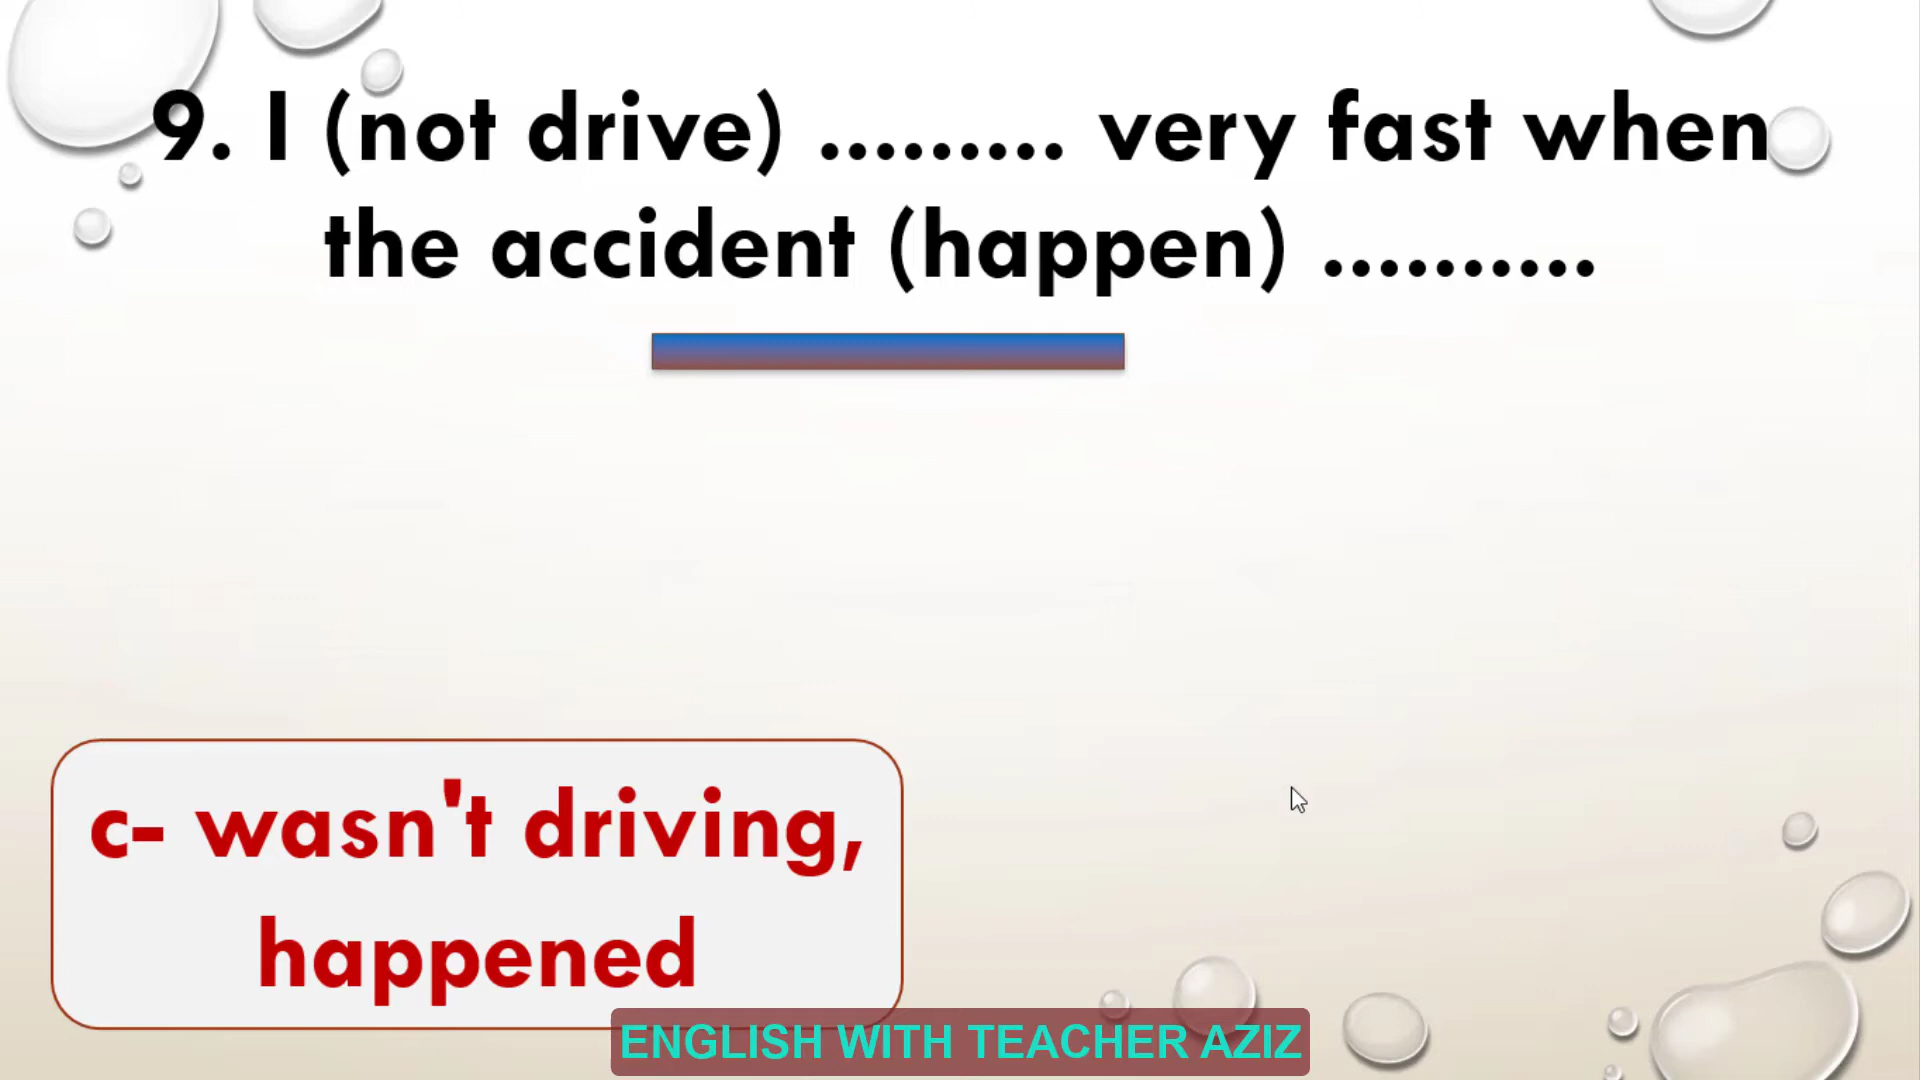 9. I (not drive) ......... very fast when
the accident (happen) ..........
c- wasn't driving,
happened
ENGLISH WITH TEACHER AZIZ